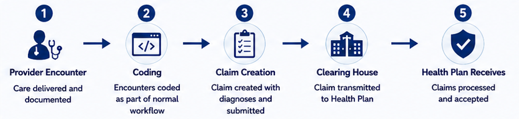 1
2
3
4
5
</>
Provider Encounter
Coding
Claim Creation
Clearing House
Health Plan Receives
Care delivered and
documented
Encounters coded
as part of normal
workflow
Claim created with
diagnoses and
submitted
Claim transmitted
to Health Plan
Claims processed
and accepted